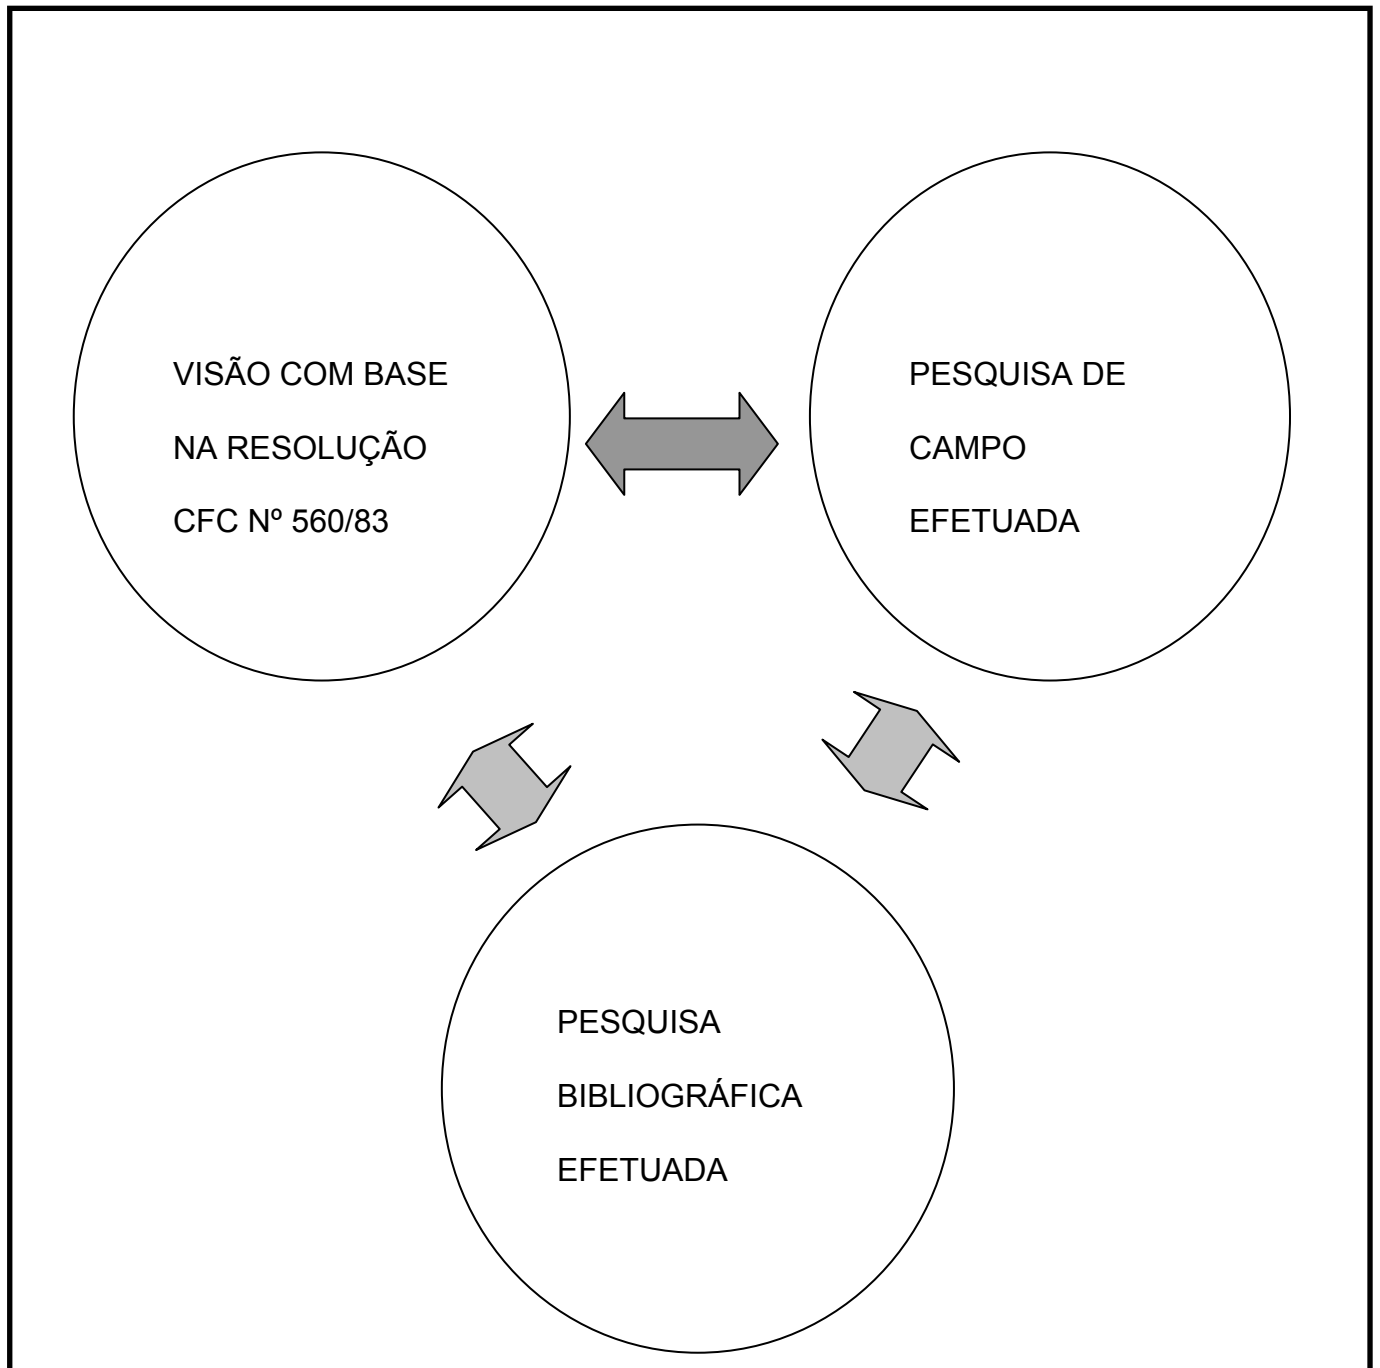 VISÃO COM BASE
NA RESOLUÇÃO
CFC Nº 560/83
PESQUISA DE
CAMPO
EFETUADA
PESQUISA
BIBLIOGRÁFICA
EFETUADA